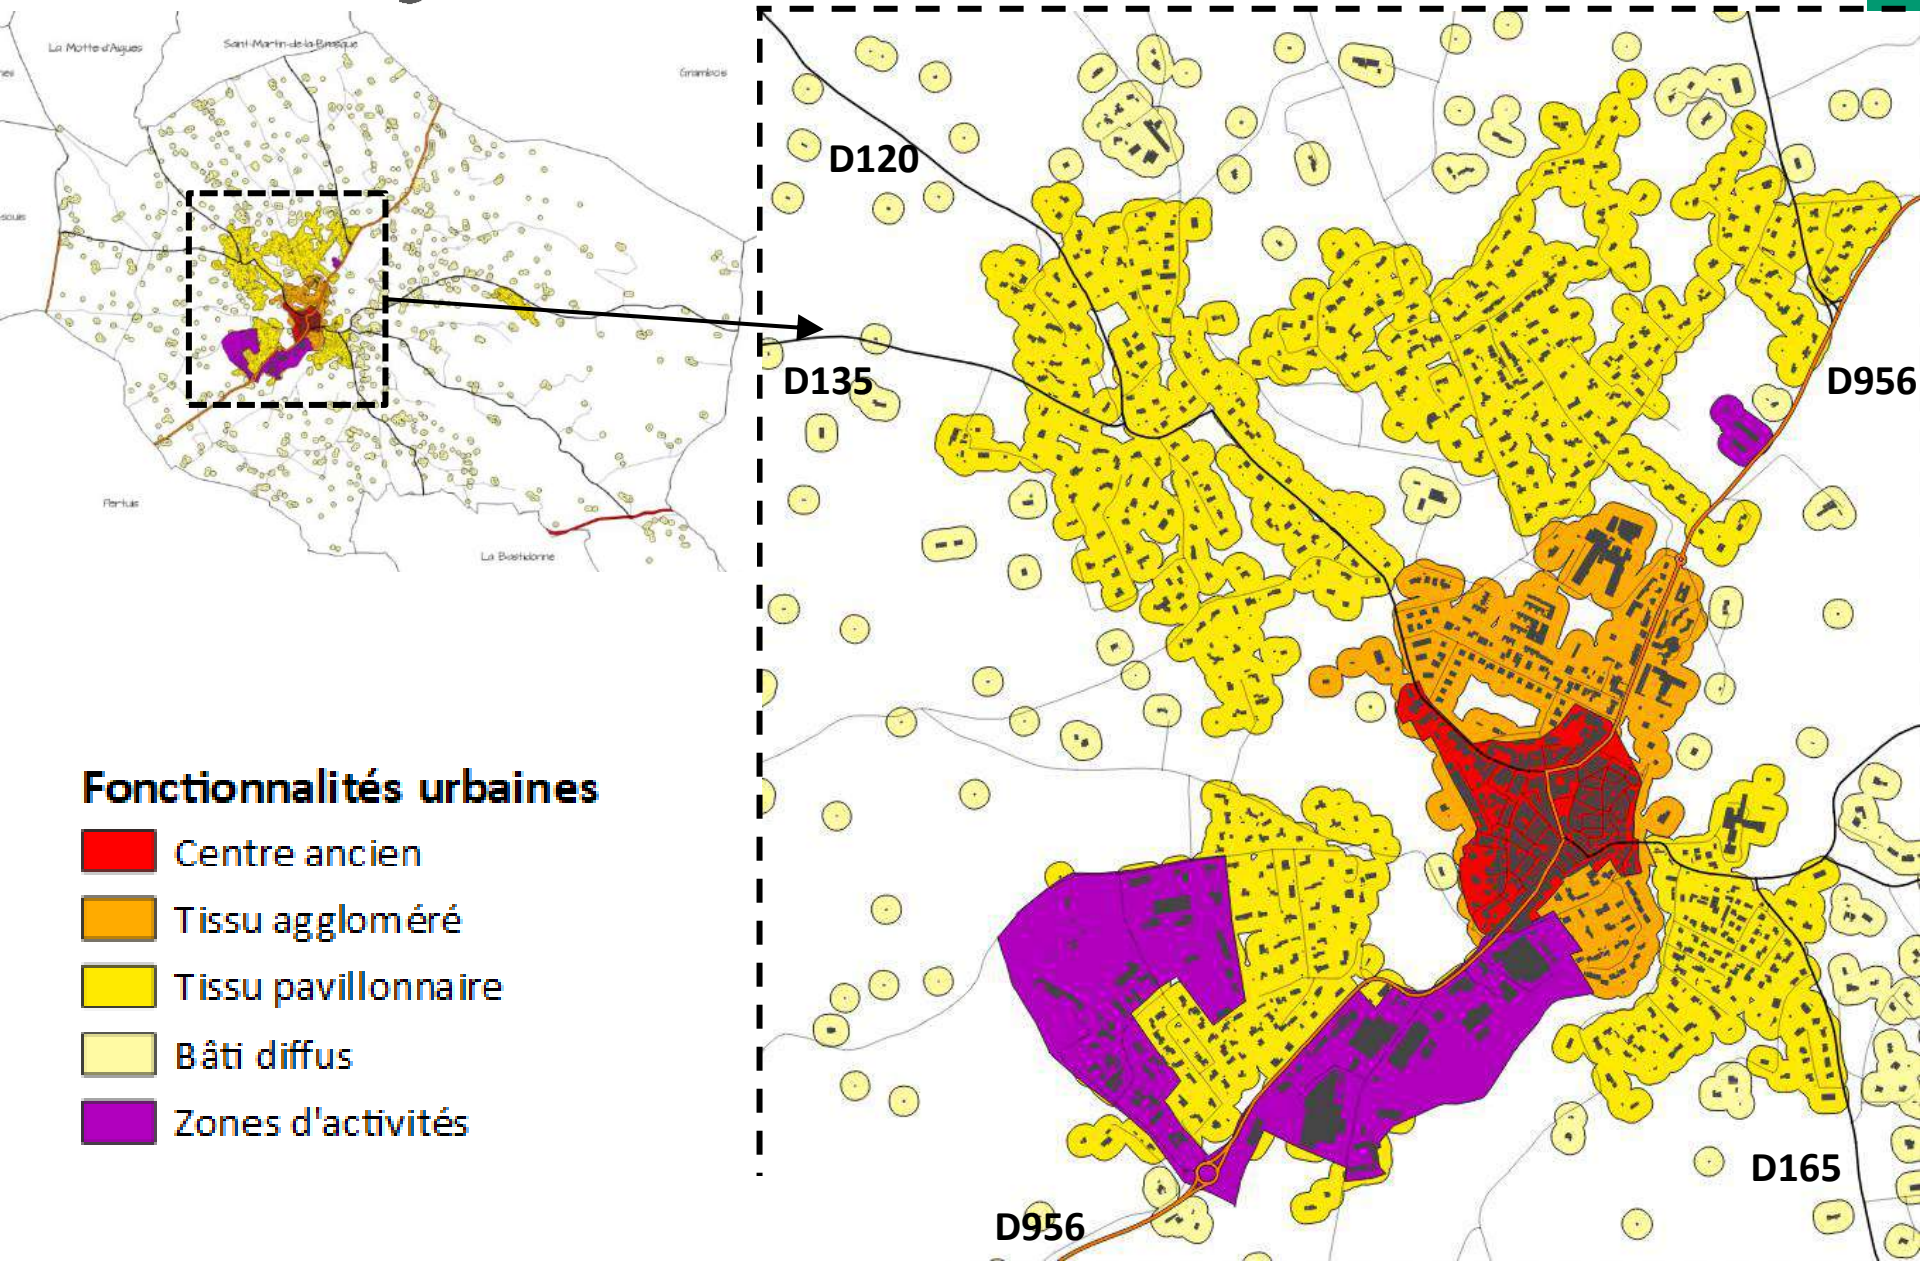 La Motte d'Aigues
Sant-Martin-de-la-Brasque
Grambois
Pertuis
La Bastidonne
D120
D135
D956
D165
D956
Fonctionnalités urbaines
Centre ancien
Tissu aggloméré
Tissu pavillonnaire
Bâti diffus
Zones d'activités